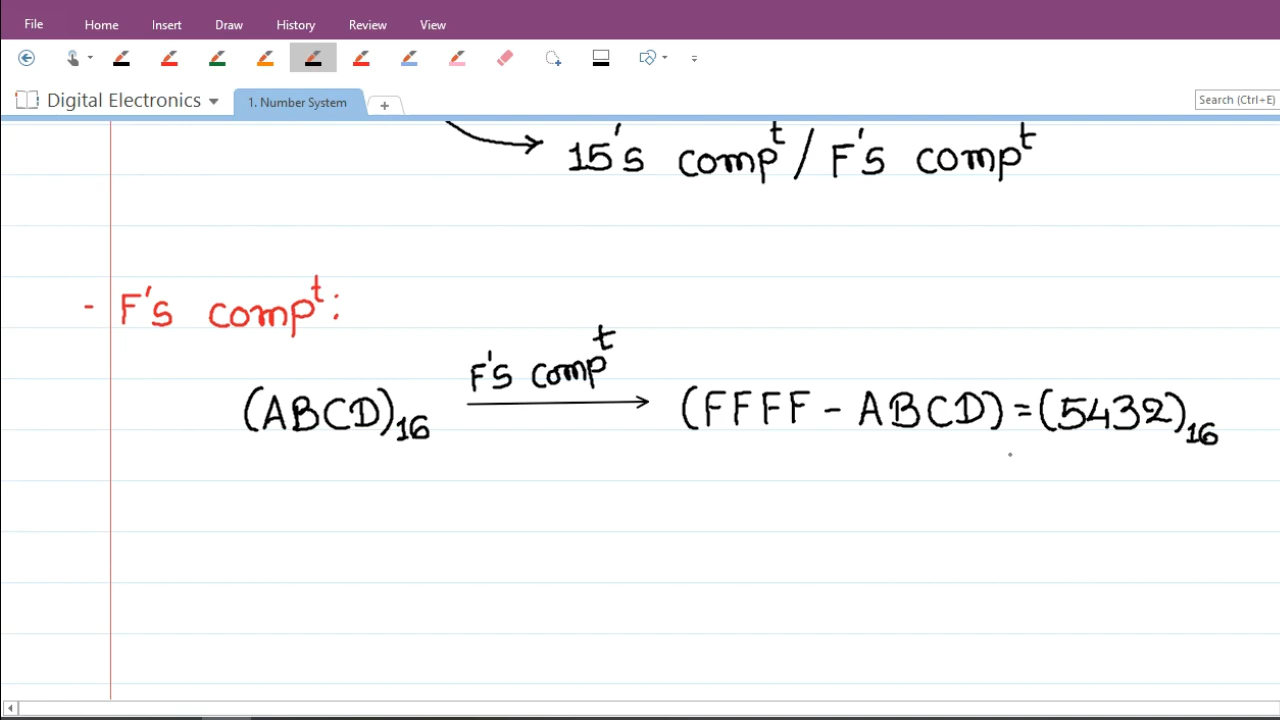 File Home Insert Draw History Review View
Digital Electronics 1. Number System + Search (Ctrl+E)
15's compᵗ / F's compᵗ
- F's compᵗ:
F's compᵗ
(ABCD)₁₆ → (FFFF - ABCD) = (5432)₁₆